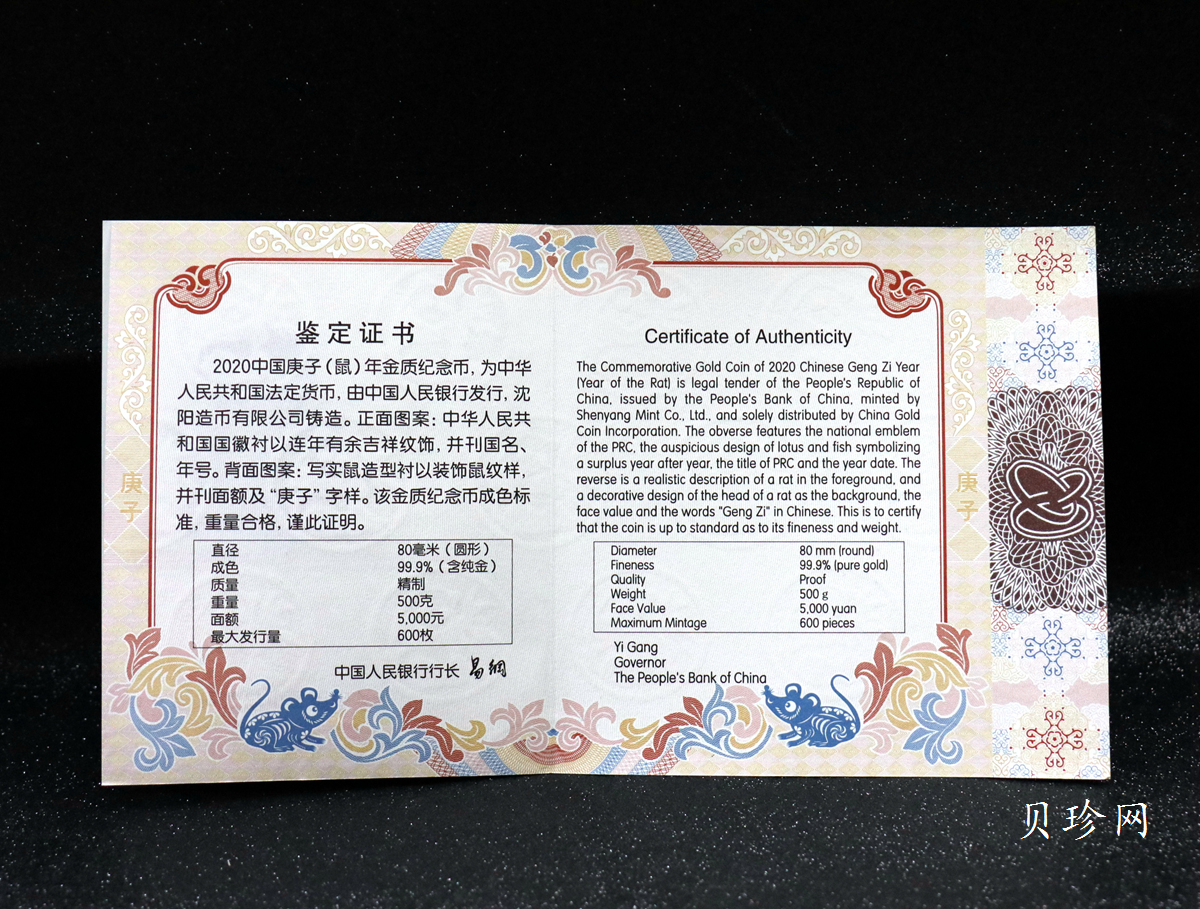 鉴定证书
2020中国庚子（鼠）年金质纪念币，为中华
人民共和国法定货币，由中国人民银行发行，沈
阳造币有限公司铸造。正面图案：中华人民共
和国国徽衬以连年有余吉祥纹饰，并刊国名、
年号。背面图案：写实鼠造型衬以装饰鼠纹样，
并刊面额及“庚子”字样。该金质纪念币成色标
准，重量合格，谨此证明。
直径 80毫米（圆形）
成色 99.9%（含纯金）
质量 精制
重量 500克
面额 5,000元
最大发行量 600枚
中国人民银行行长 易纲
庚子
Certificate of Authenticity
The Commemorative Gold Coin of 2020 Chinese Geng Zi Year
(Year of the Rat) is legal tender of the People's Republic of
China, issued by the People's Bank of China, minted by
Shenyang Mint Co., Ltd., and solely distributed by China Gold
Coin Incorporation. The obverse features the national emblem
of the PRC, the auspicious design of lotus and fish symbolizing
a surplus year after year, the title of PRC and the year date. The
reverse is a realistic description of a rat in the foreground, and
a decorative design of the head of a rat as the background, the
face value and the words "Geng Zi" in Chinese. This is to certify
that the coin is up to standard as to its fineness and weight.
Diameter 80 mm (round)
Fineness 99.9% (pure gold)
Quality Proof
Weight 500 g
Face Value 5,000 yuan
Maximum Mintage 600 pieces
Yi Gang
Governor
The People's Bank of China
庚子
贝珍网